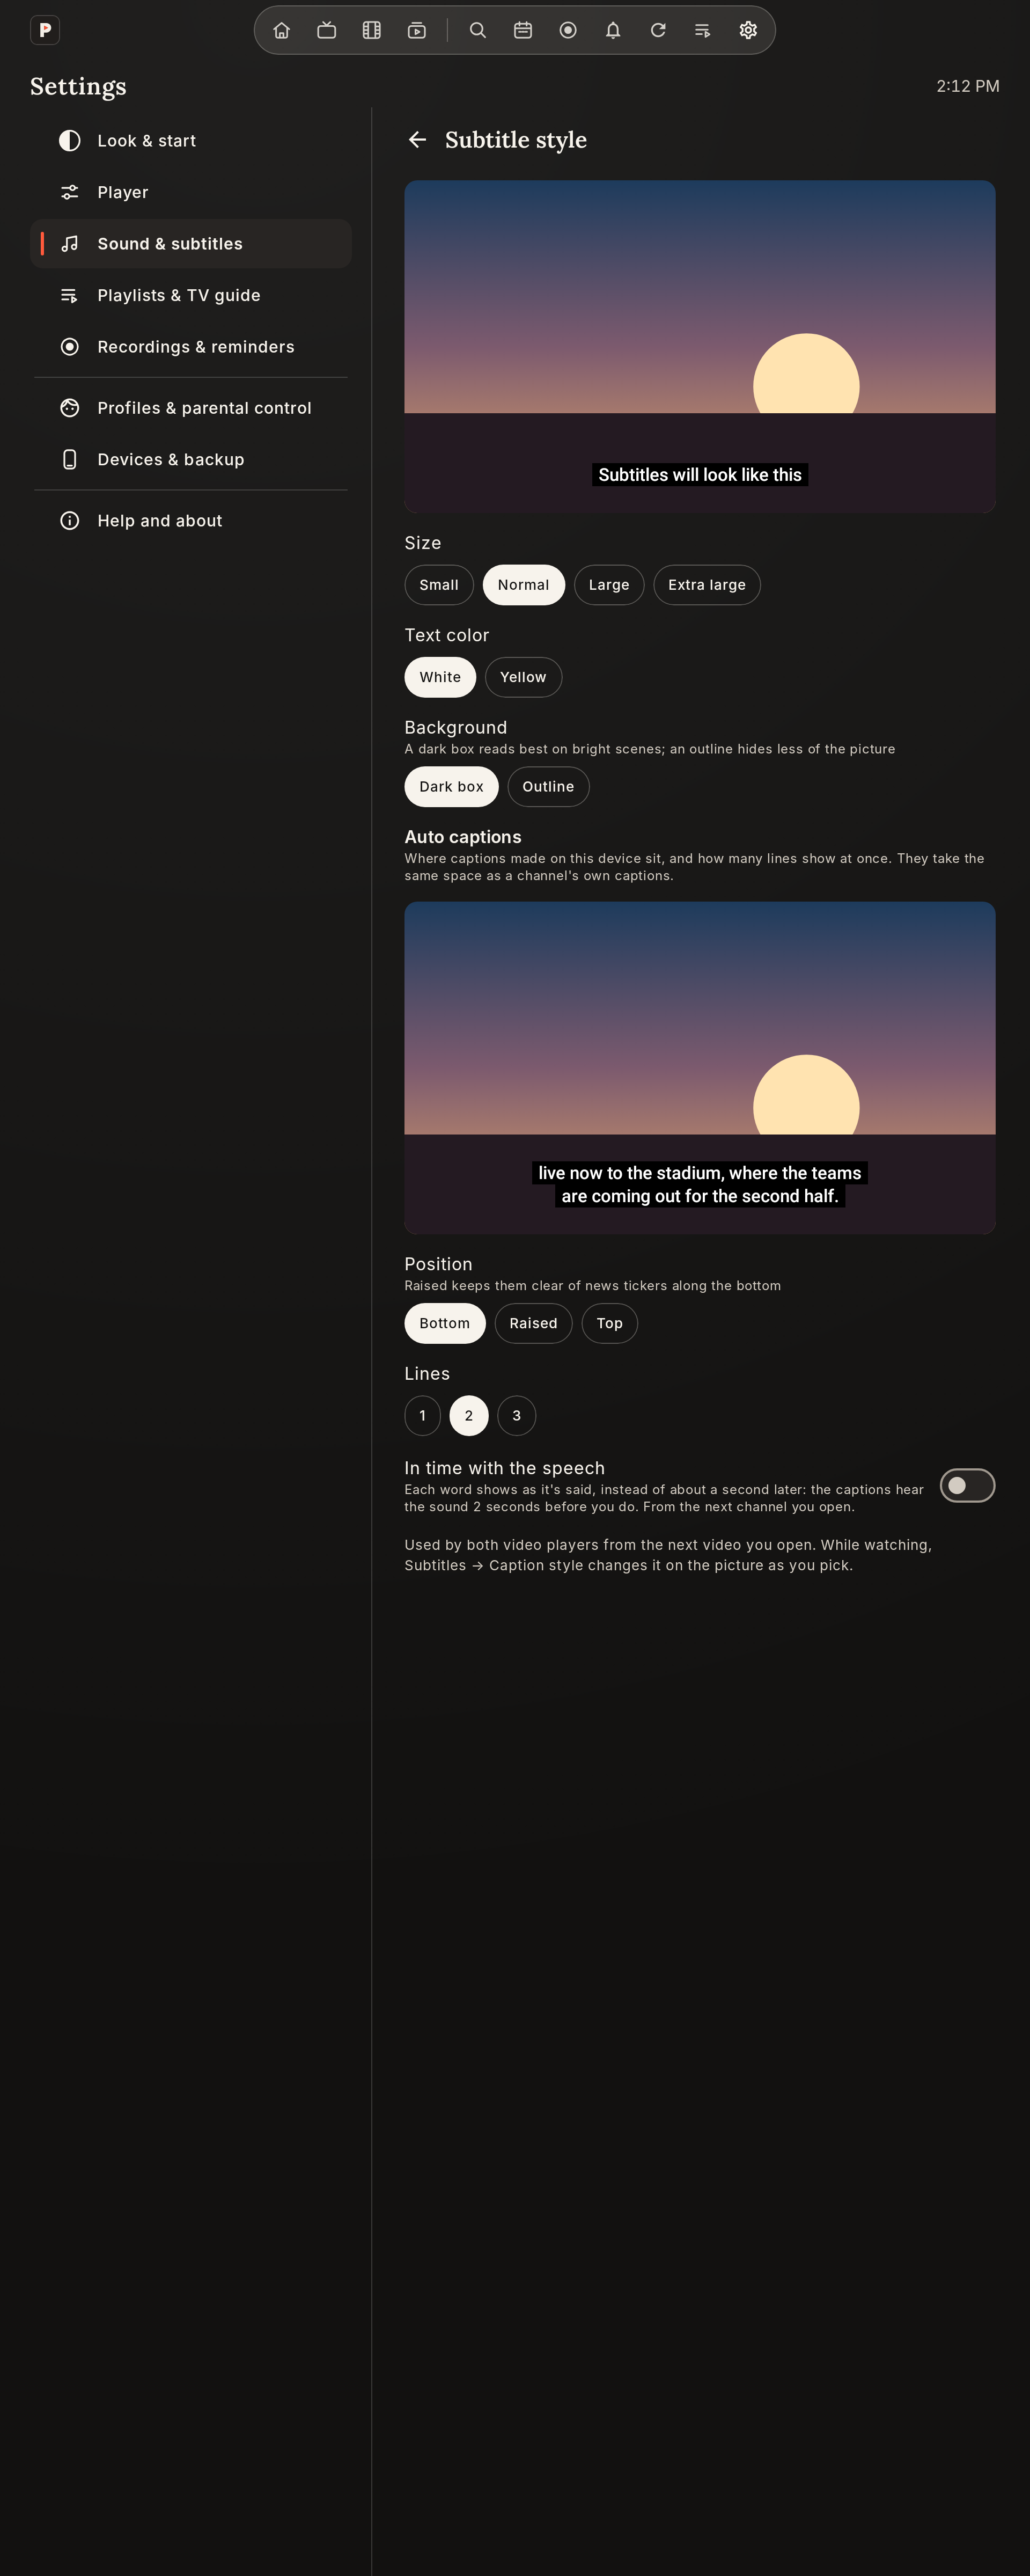 P
Settings
2:12 PM
Look & start
Player
Sound & subtitles
Playlists & TV guide
Recordings & reminders
Profiles & parental control
Devices & backup
Help and about
Subtitle style
Subtitles will look like this
Size
Small
Normal
Large
Extra large
Text color
White
Yellow
Background
A dark box reads best on bright scenes; an outline hides less of the picture
Dark box
Outline
Auto captions
Where captions made on this device sit, and how many lines show at once. They take the
same space as a channel's own captions.
live now to the stadium, where the teams
are coming out for the second half.
Position
Raised keeps them clear of news tickers along the bottom
Bottom
Raised
Top
Lines
1
2
3
In time with the speech
Each word shows as it's said, instead of about a second later: the captions hear
the sound 2 seconds before you do. From the next channel you open.
Used by both video players from the next video you open. While watching,
Subtitles → Caption style changes it on the picture as you pick.